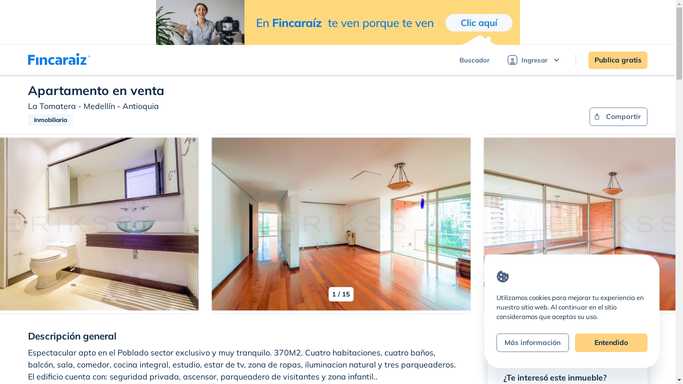 En Fincaraíz te ven porque te ven
Clic aquí
Fincaraíz
Buscador
Ingresar
Publica gratis
Apartamento en venta
La Tomatera - Medellín - Antioquia
Inmobiliaria
Compartir
1 / 15
Descripción general
Espectacular apto en el Poblado sector exclusivo y muy tranquilo. 370M2. Cuatro habitaciones, cuatro baños,
balcón, sala, comedor, cocina integral, estudio, estar de tv, zona de ropas, iluminacion natural y tres parqueaderos.
El edificio cuenta con: seguridad privada, ascensor, parqueadero de visitantes y zona infantil..
Utilizamos cookies para mejorar tu experiencia en
nuestro sitio web. Al continuar en el sitio
consideramos que aceptas su uso.
Más información
Entendido
¿Te interesó este inmueble?